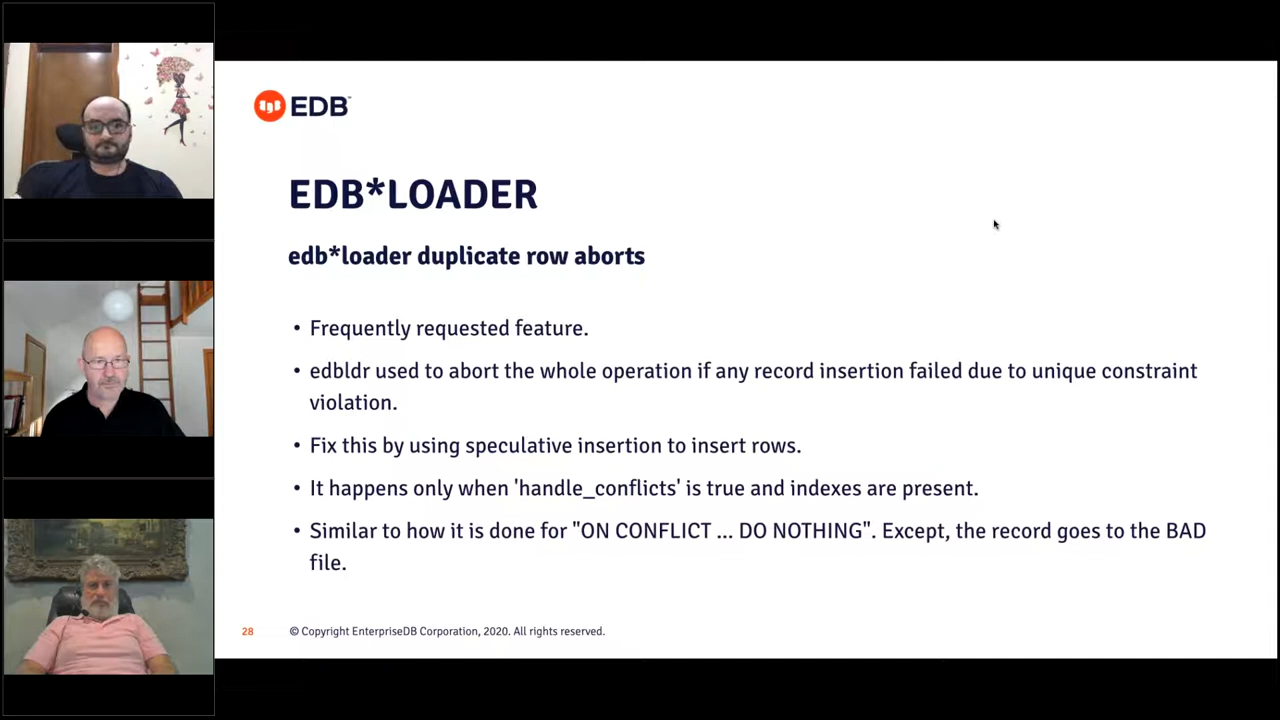 EDB™
EDB*LOADER
edb*loader duplicate row aborts
• Frequently requested feature.
• edbldr used to abort the whole operation if any record insertion failed due to unique constraint
violation.
• Fix this by using speculative insertion to insert rows.
• It happens only when 'handle_conflicts' is true and indexes are present.
• Similar to how it is done for "ON CONFLICT ... DO NOTHING". Except, the record goes to the BAD
file.
28 © Copyright EnterpriseDB Corporation, 2020. All rights reserved.